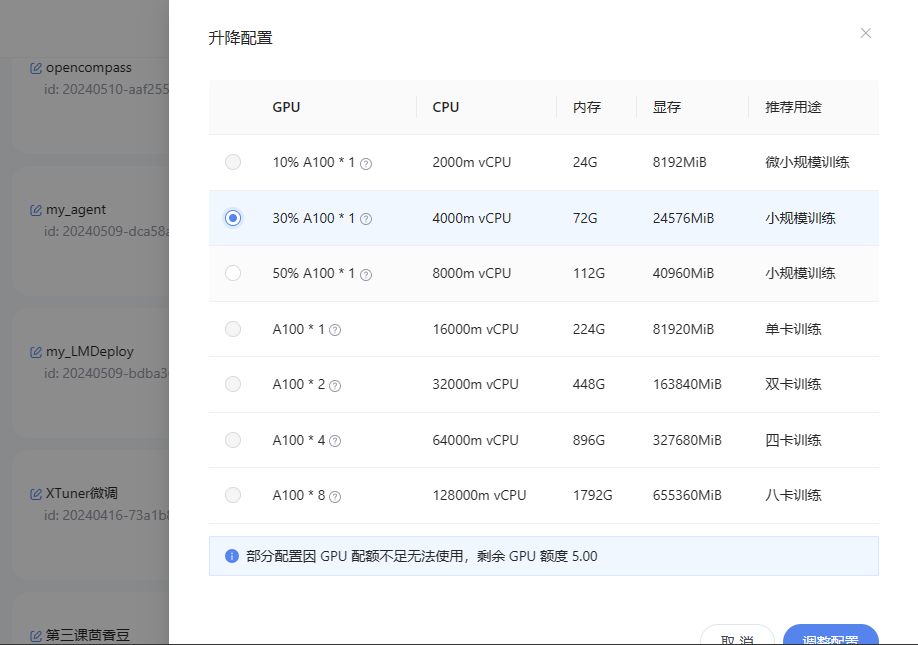 opencompass
id: 20240510-aaf255
my_agent
id: 20240509-dca58a
my_LMDeploy
id: 20240509-bdba3
XTuner微调
id: 20240416-73a1b
第三课茴香豆
升降配置
GPU CPU 内存 显存 推荐用途
10% A100 * 1 2000m vCPU 24G 8192MiB 微小规模训练
30% A100 * 1 4000m vCPU 72G 24576MiB 小规模训练
50% A100 * 1 8000m vCPU 112G 40960MiB 小规模训练
A100 * 1 16000m vCPU 224G 81920MiB 单卡训练
A100 * 2 32000m vCPU 448G 163840MiB 双卡训练
A100 * 4 64000m vCPU 896G 327680MiB 四卡训练
A100 * 8 128000m vCPU 1792G 655360MiB 八卡训练
部分配置因 GPU 配额不足无法使用，剩余 GPU 额度 5.00
取 消 调整配置